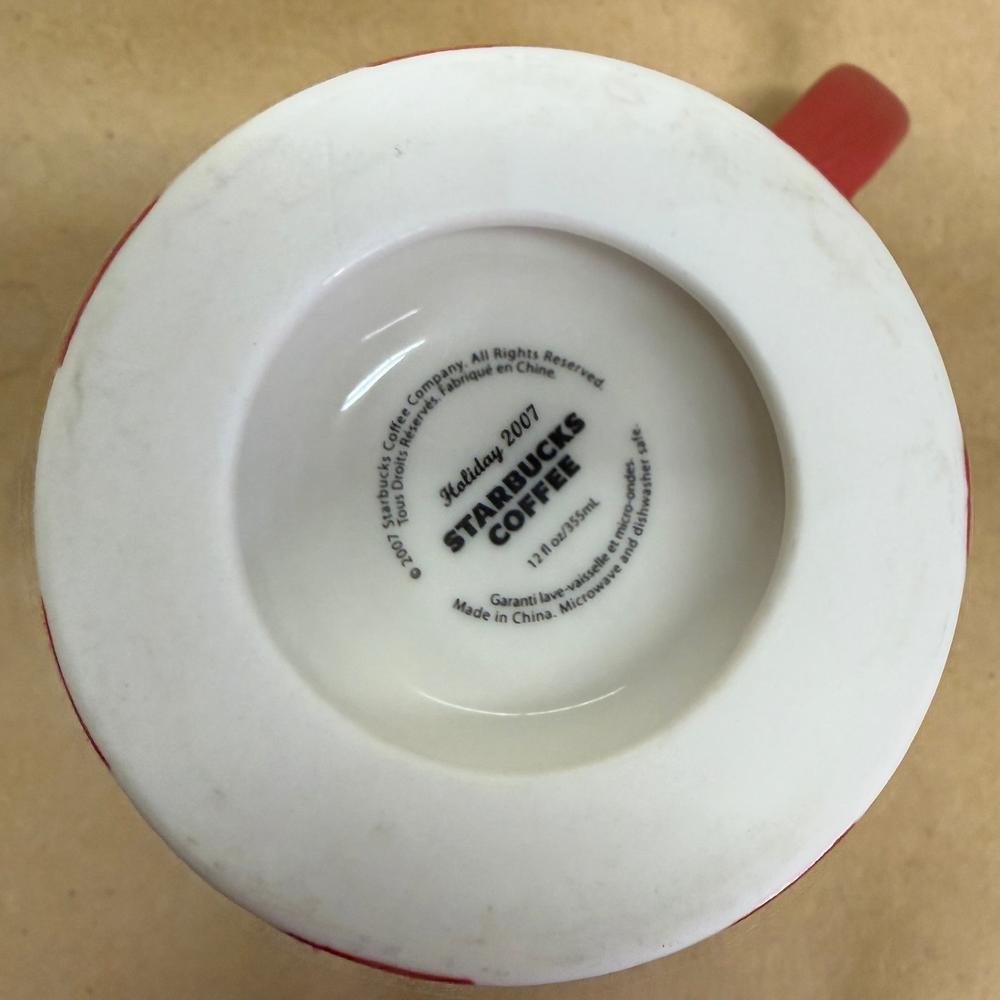 © 2007 Starbucks Coffee Company. All Rights Reserved.
Tous Droits Réservés. Fabriqué en Chine.
Holiday 2007
STARBUCKS
COFFEE
12 fl oz/355mL
Garanti lave-vaisselle et micro-ondes.
Made in China. Microwave and dishwasher safe.